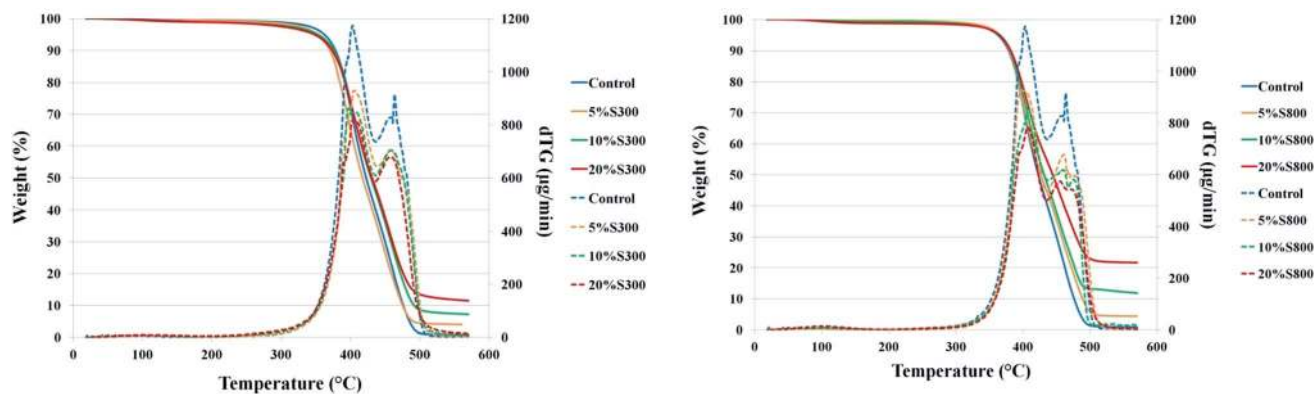 100
90
80
70
60
50
40
30
20
10
0
Weight (%)
0
100
200
300
400
500
600
Temperature (°C)
1200
1000
800
600
400
200
0
dTG (µg/min)
Control
5%S300
10%S300
20%S300
Control
5%S300
10%S300
20%S300
100
90
80
70
60
50
40
30
20
10
0
Weight (%)
0
100
200
300
400
500
600
Temperature (°C)
1200
1000
800
600
400
200
0
dTG (µg/min)
Control
5%S800
10%S800
20%S800
Control
5%S800
10%S800
20%S800